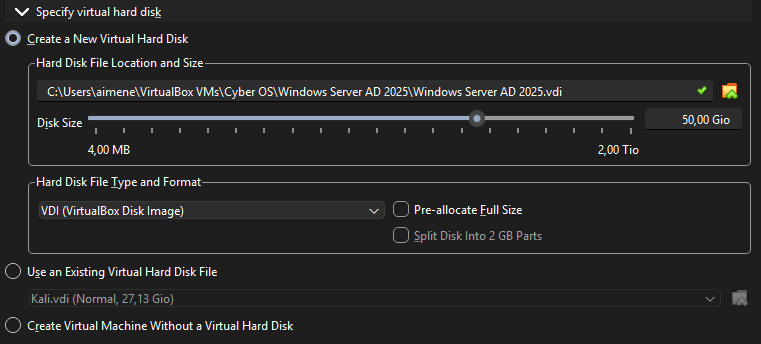 Specify virtual hard disk
Create a New Virtual Hard Disk
Hard Disk File Location and Size
C:\Users\aimene\VirtualBox VMs\Cyber OS\Windows Server AD 2025\Windows Server AD 2025.vdi
Disk Size
50,00 Gio
4,00 MB
2,00 Tio
Hard Disk File Type and Format
VDI (VirtualBox Disk Image)
Pre-allocate Full Size
Split Disk Into 2 GB Parts
Use an Existing Virtual Hard Disk File
Kali.vdi (Normal, 27,13 Gio)
Create Virtual Machine Without a Virtual Hard Disk